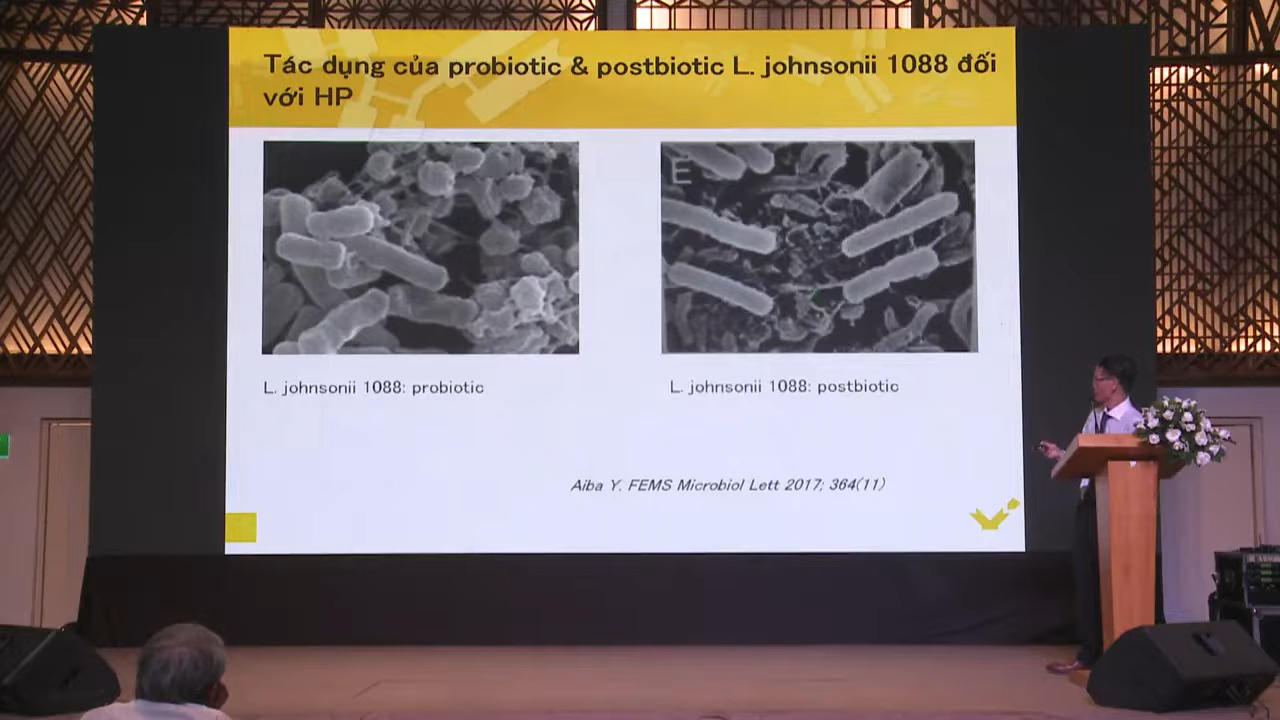 Tác dụng của probiotic & postbiotic L. johnsonii 1088 đối
với HP
E
L. johnsonii 1088: probiotic
L. johnsonii 1088: postbiotic
Aiba Y. FEMS Microbiol Lett 2017; 364(11)